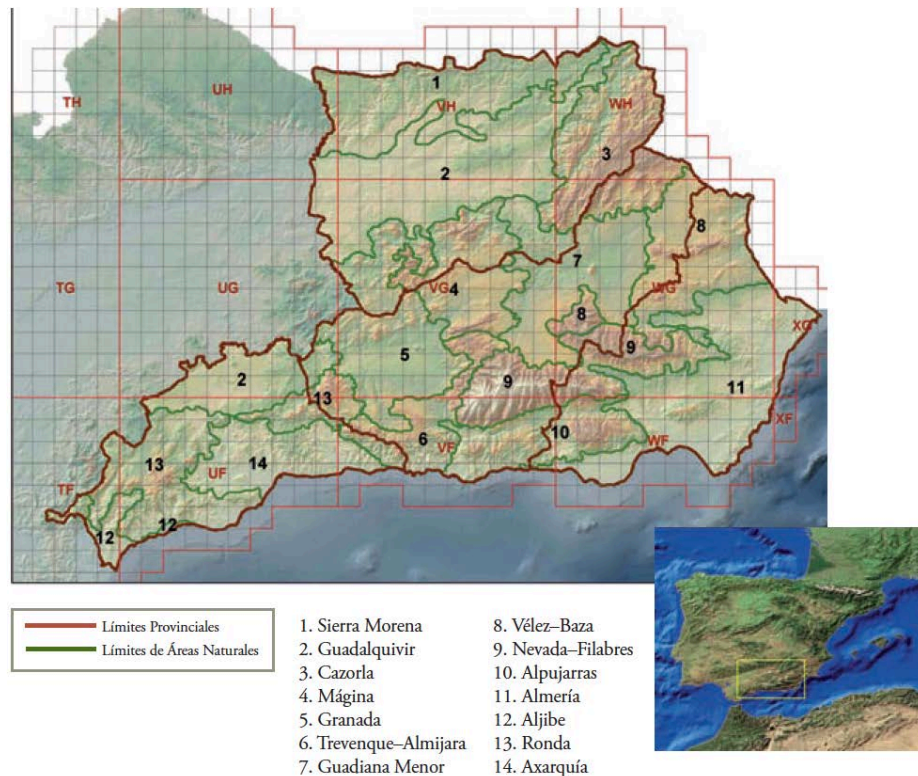 1
TH
UH
VH
WH
3
2
8
7
TG
UG
VG
4
WG
8
XG
9
5
2
9
11
13
10
XF
6
VF
WF
13
UF
14
TF
12
12
Límites Provinciales
Límites de Áreas Naturales
1. Sierra Morena
2. Guadalquivir
3. Cazorla
4. Mágina
5. Granada
6. Trevenque–Almijara
7. Guadiana Menor
8. Vélez–Baza
9. Nevada–Filabres
10. Alpujarras
11. Almería
12. Aljibe
13. Ronda
14. Axarquía